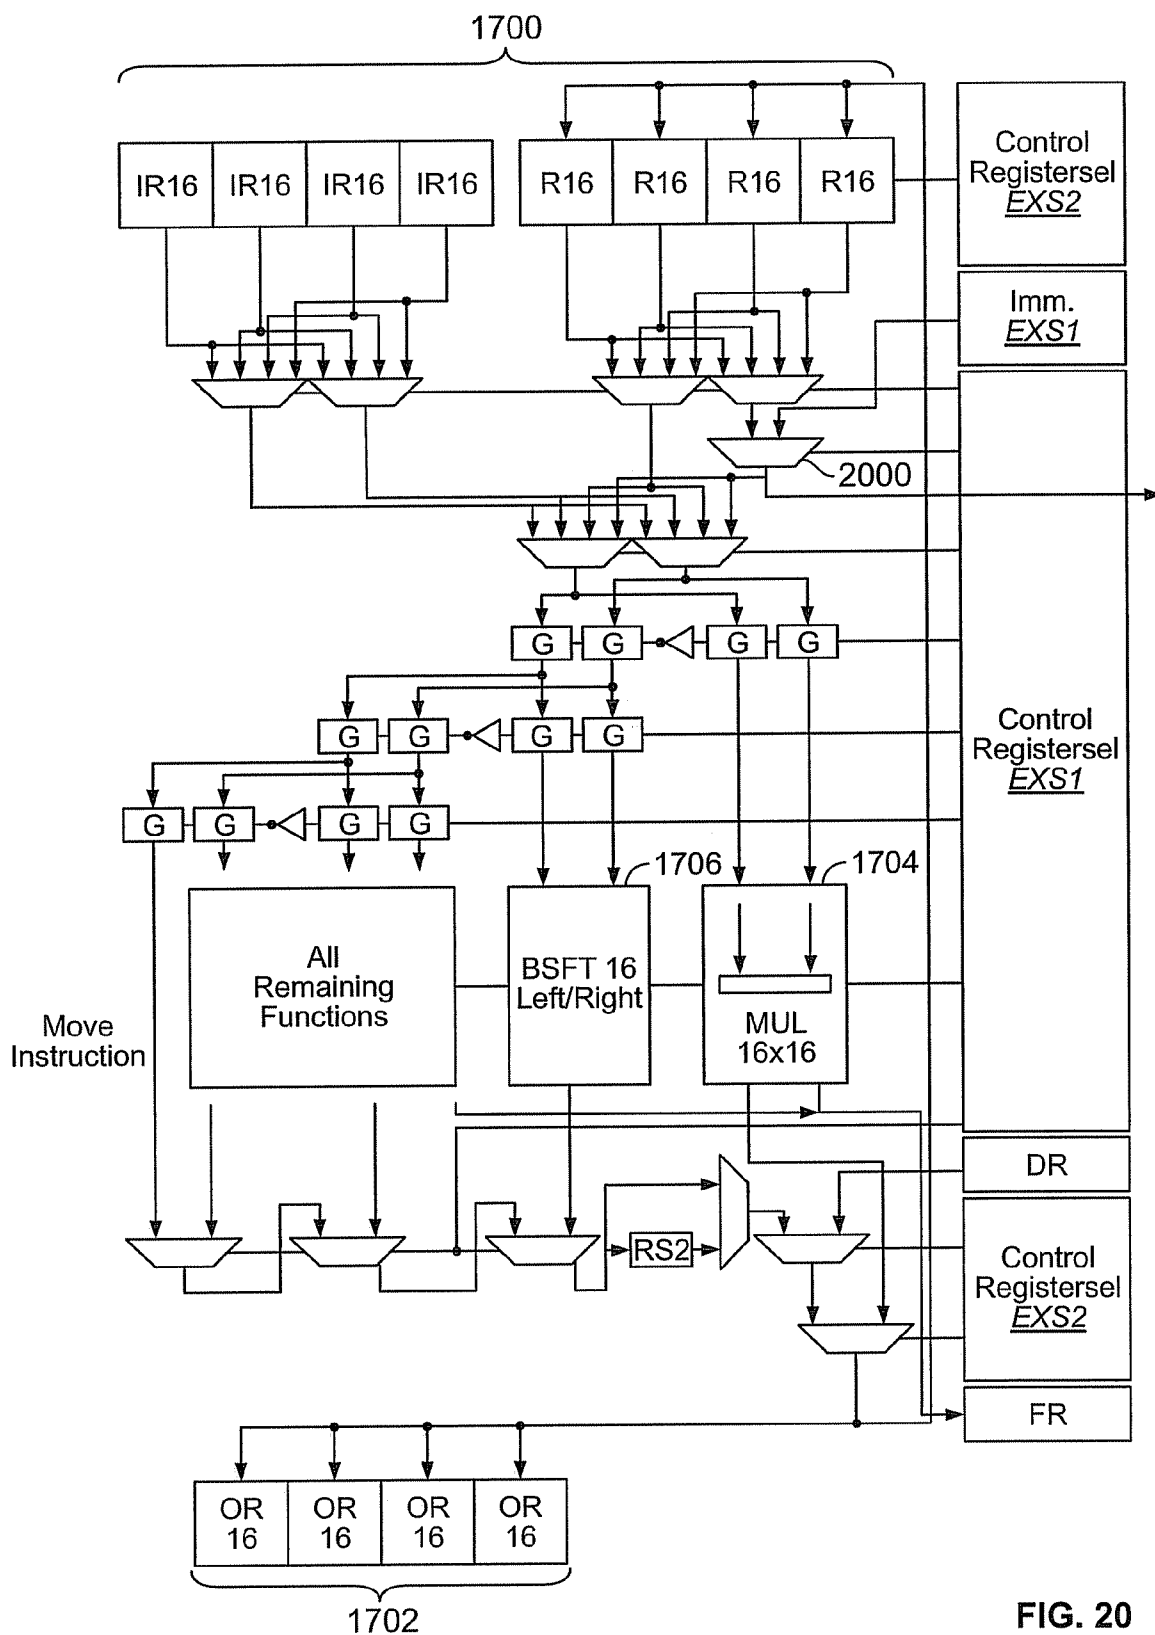 1700
IR16 IR16 IR16 IR16
R16 R16 R16 R16
Control
Registersel
EXS2
Imm.
EXS1
2000
G G G G
Control
Registersel
EXS1
G G G G
G G G G
1706
1704
All
Remaining
Functions
BSFT 16
Left/Right
MUL
16x16
Move
Instruction
DR
RS2
Control
Registersel
EXS2
FR
OR OR OR OR
16 16 16 16
1702
FIG. 20